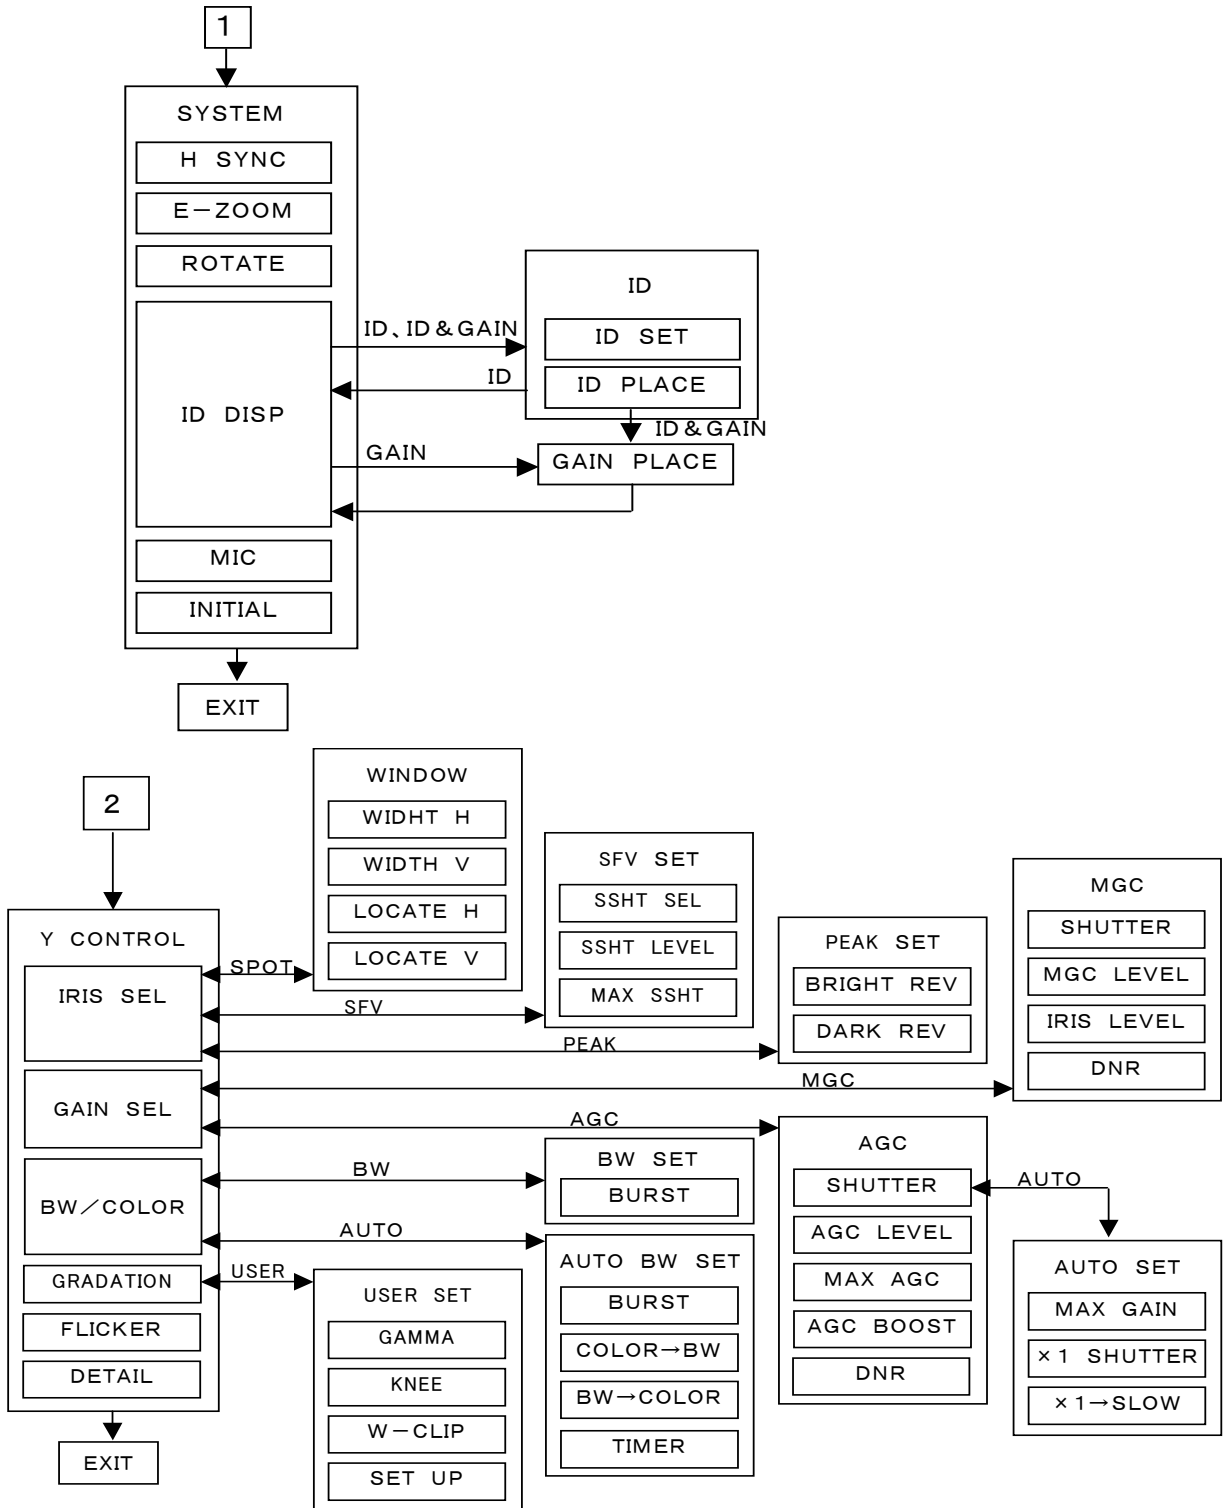 1
SYSTEM
H SYNC
E－ZOOM
ROTATE
ID DISP
MIC
INITIAL
EXIT
ID、ID＆GAIN
ID
GAIN
ID
ID SET
ID PLACE
ID＆GAIN
GAIN PLACE
2
Y CONTROL
IRIS SEL
GAIN SEL
BW／COLOR
GRADATION
FLICKER
DETAIL
EXIT
SPOT
WINDOW
WIDHT H
WIDTH V
LOCATE H
LOCATE V
SFV
SFV SET
SSHT SEL
SSHT LEVEL
MAX SSHT
PEAK
PEAK SET
BRIGHT REV
DARK REV
MGC
MGC
SHUTTER
MGC LEVEL
IRIS LEVEL
DNR
AGC
AGC
SHUTTER
AGC LEVEL
MAX AGC
AGC BOOST
DNR
AUTO
AUTO SET
MAX GAIN
×1 SHUTTER
×1→SLOW
BW
BW SET
BURST
AUTO
AUTO BW SET
BURST
COLOR→BW
BW→COLOR
TIMER
USER
USER SET
GAMMA
KNEE
W－CLIP
SET UP